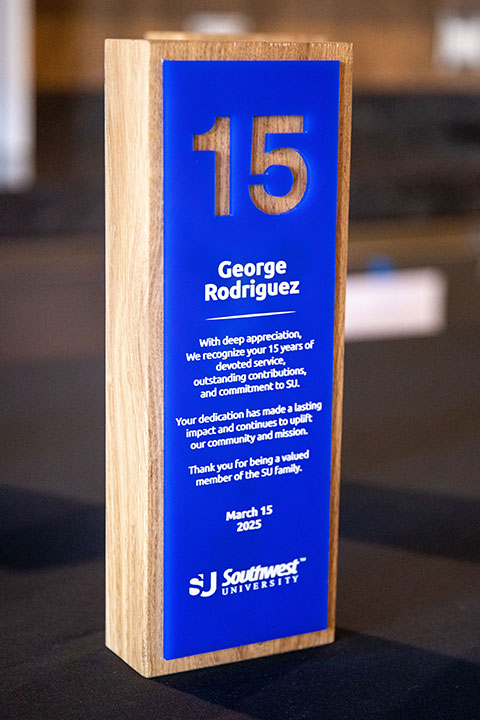 15
George
Rodriguez
With deep appreciation,
We recognize your 15 years of
devoted service,
outstanding contributions,
and commitment to SU.
Your dedication has made a lasting
impact and continues to uplift
our community and mission.
Thank you for being a valued
member of the SU family.
March 15
2025
SU Southwest™
UNIVERSITY